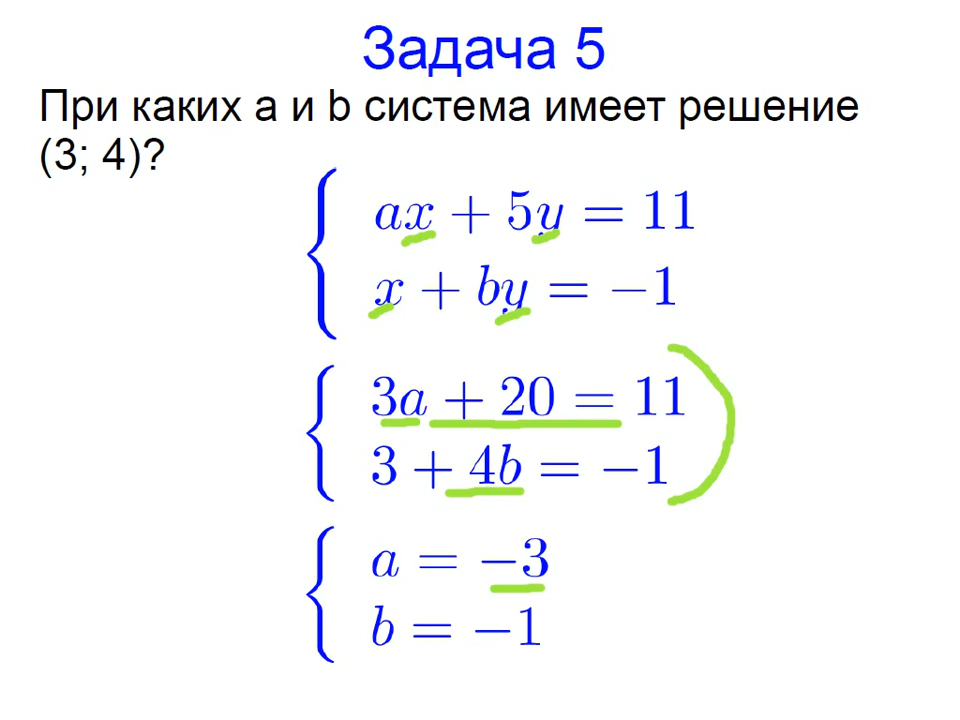 Задача 5
При каких a и b система имеет решение
(3; 4)?
ax + 5y = 11
x + by = −1
3a + 20 = 11
3 + 4b = −1
a = −3
b = −1